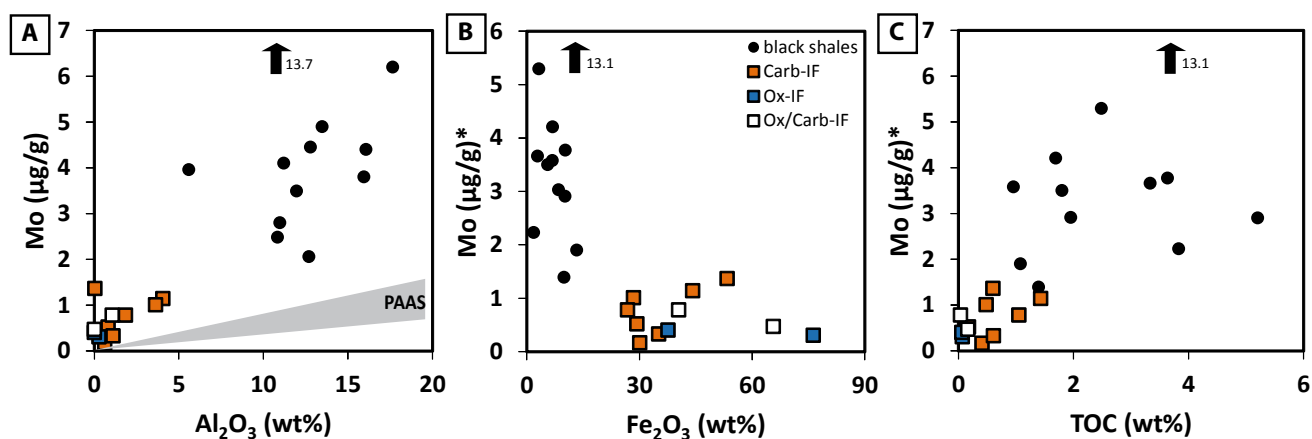 A
Mo (µg/g)
7
6
5
4
3
2
1
0
13.7
PAAS
0
5
10
15
20
Al₂O₃ (wt%)
B
Mo (µg/g)*
6
5
4
3
2
1
0
13.1
black shales
Carb-IF
Ox-IF
Ox/Carb-IF
0
30
60
90
Fe₂O₃ (wt%)
C
Mo (µg/g)*
7
6
5
4
3
2
1
0
13.1
0
2
4
6
TOC (wt%)